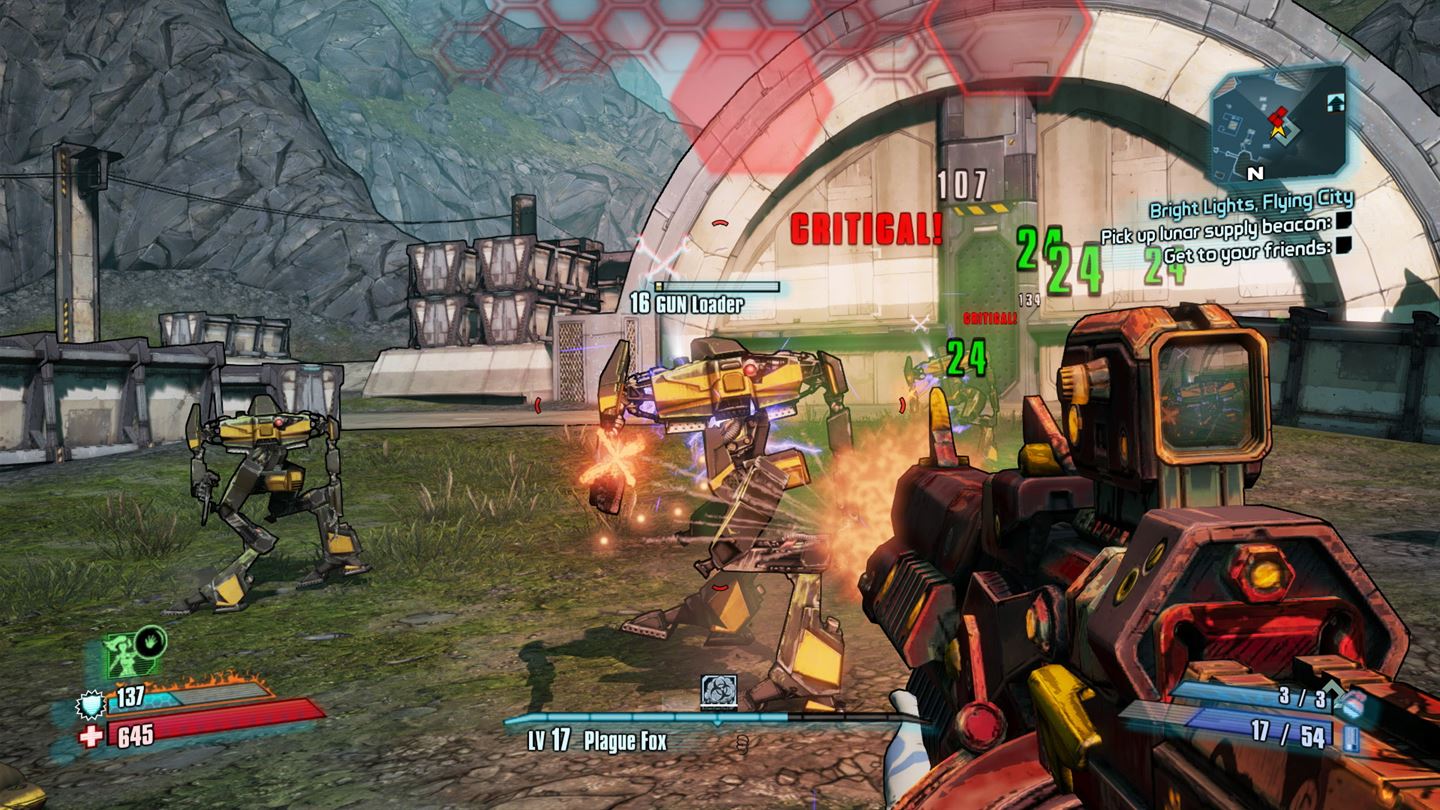 107
CRITICAL!
24
24
24
N
Bright Lights, Flying City
Pick up lunar supply beacon:
Get to your friends:
16 GUN Loader
134
CRITICAL!
24
137
645
LV 17 Plague Fox
3 / 3
17 / 54